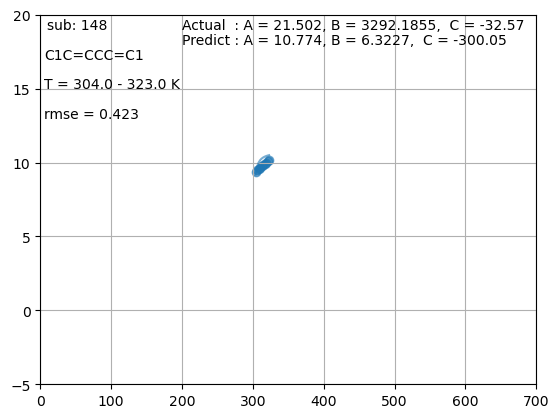 sub: 148
Actual : A = 21.502, B = 3292.1855, C = -32.57
Predict : A = 10.774, B = 6.3227, C = -300.05
C1C=CCC=C1
T = 304.0 - 323.0 K
rmse = 0.423
20
15
10
5
0
−5
0 100 200 300 400 500 600 700